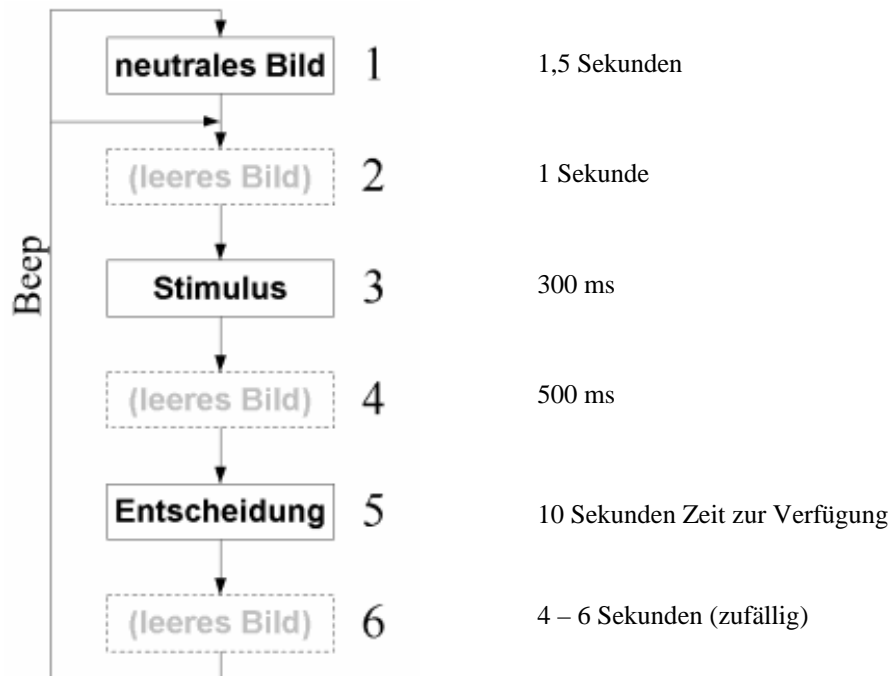 neutrales Bild 1 1,5 Sekunden
(leeres Bild) 2 1 Sekunde
Beep
Stimulus 3 300 ms
(leeres Bild) 4 500 ms
Entscheidung 5 10 Sekunden Zeit zur Verfügung
(leeres Bild) 6 4 – 6 Sekunden (zufällig)